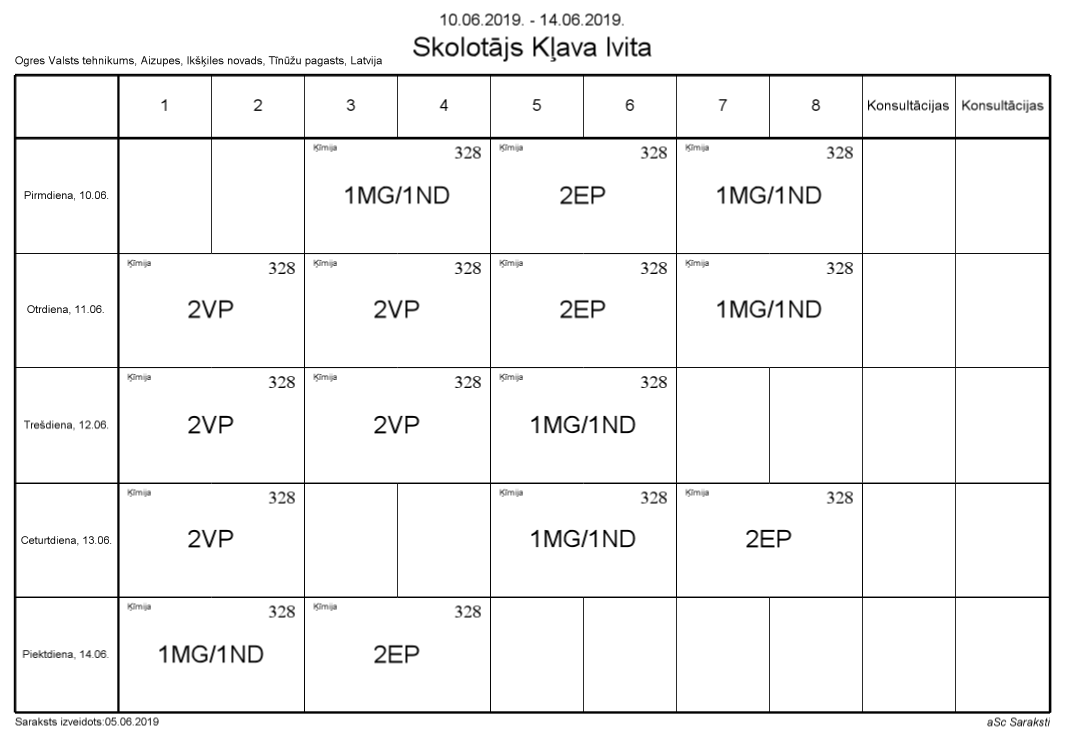 10.06.2019. - 14.06.2019.
Skolotājs Kļava Ivita
Ogres Valsts tehnikums, Aizupes, Ikšķiles novads, Tīnūžu pagasts, Latvija
1 2 3 4 5 6 7 8 Konsultācijas Konsultācijas
Ķīmija 328 Ķīmija 328 Ķīmija 328
Pirmdiena, 10.06. 1MG/1ND 2EP 1MG/1ND
Ķīmija 328 Ķīmija 328 Ķīmija 328 Ķīmija 328
Otrdiena, 11.06. 2VP 2VP 2EP 1MG/1ND
Ķīmija 328 Ķīmija 328 Ķīmija 328
Trešdiena, 12.06. 2VP 2VP 1MG/1ND
Ķīmija 328 Ķīmija 328 Ķīmija 328
Ceturtdiena, 13.06. 2VP 1MG/1ND 2EP
Ķīmija 328 Ķīmija 328
Piektdiena, 14.06. 1MG/1ND 2EP
Saraksts izveidots:05.06.2019 aSc Saraksti